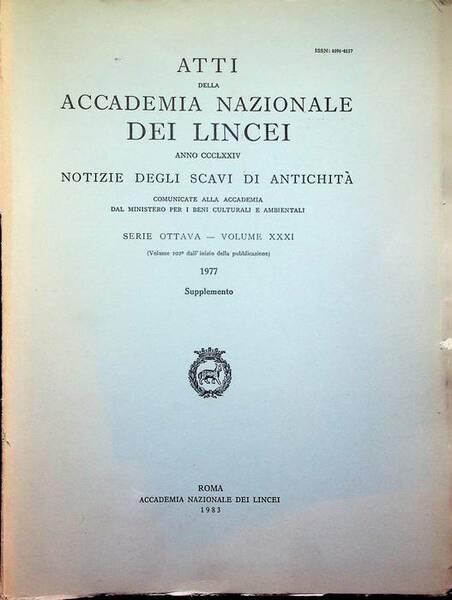 ISSN: 0391-8157
ATTI
DELLA
ACCADEMIA NAZIONALE
DEI LINCEI
ANNO CCCLXXIV
NOTIZIE DEGLI SCAVI DI ANTICHITÀ
COMUNICATE ALLA ACCADEMIA
DAL MINISTERO PER I BENI CULTURALI E AMBIENTALI
SERIE OTTAVA — VOLUME XXXI
(Volume 102º dall'inizio della pubblicazione)
1977
Supplemento
ROMA
ACCADEMIA NAZIONALE DEI LINCEI
1983